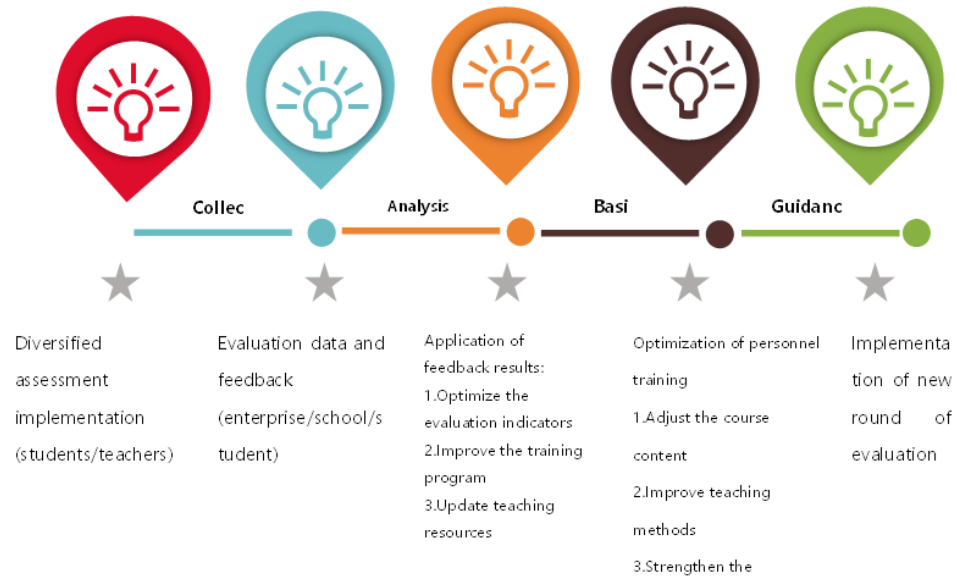 Collec
Analysis
Basi
Guidanc
Diversified
assessment
implementation
(students/teachers)
Evaluation data and
feedback
(enterprise/school/s
tudent)
Application of
feedback results:
1.Optimize the
evaluation indicators
2.Improve the training
program
3.Update teaching
resources
Optimization of personnel
training
1.Adjust the course
content
2.Improve teaching
methods
3.Strengthen the
Implementa
tion of new
round of
evaluation